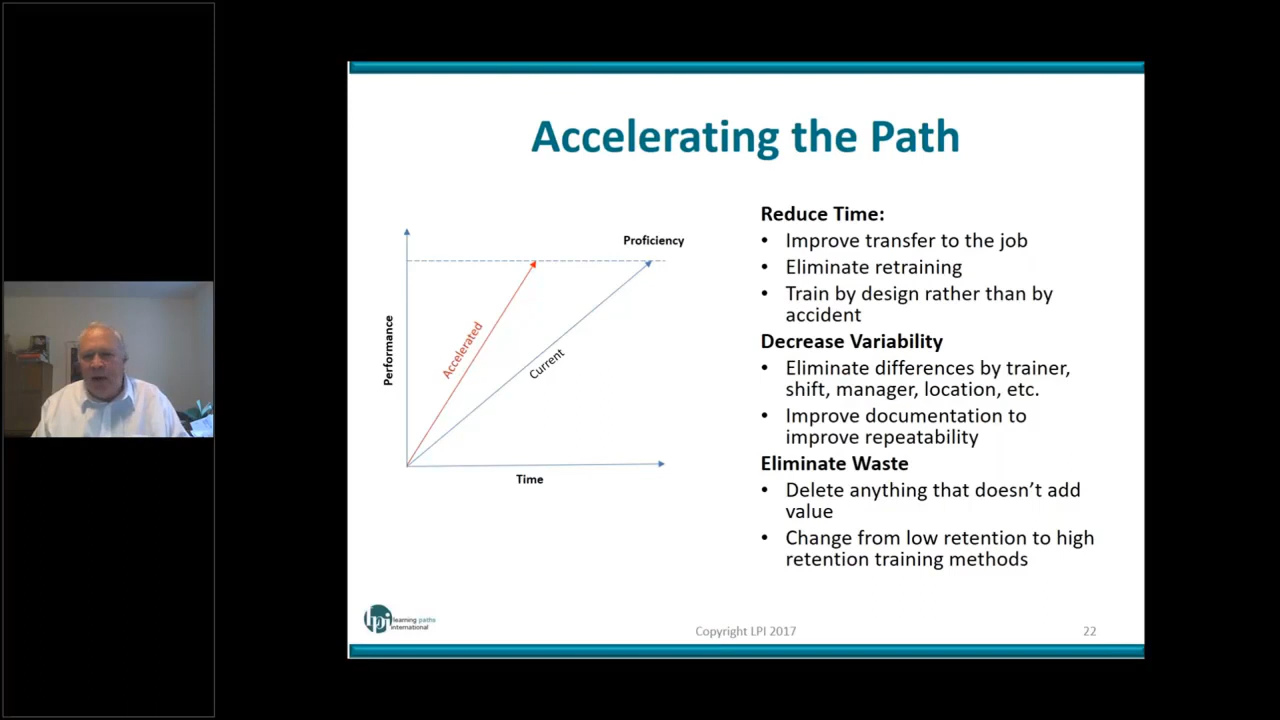 Accelerating the Path
Proficiency
Performance
Accelerated
Current
Time
Reduce Time:
• Improve transfer to the job
• Eliminate retraining
• Train by design rather than by
accident
Decrease Variability
• Eliminate differences by trainer,
shift, manager, location, etc.
• Improve documentation to
improve repeatability
Eliminate Waste
• Delete anything that doesn’t add
value
• Change from low retention to high
retention training methods
lpi learning paths
international
Copyright LPI 2017
22